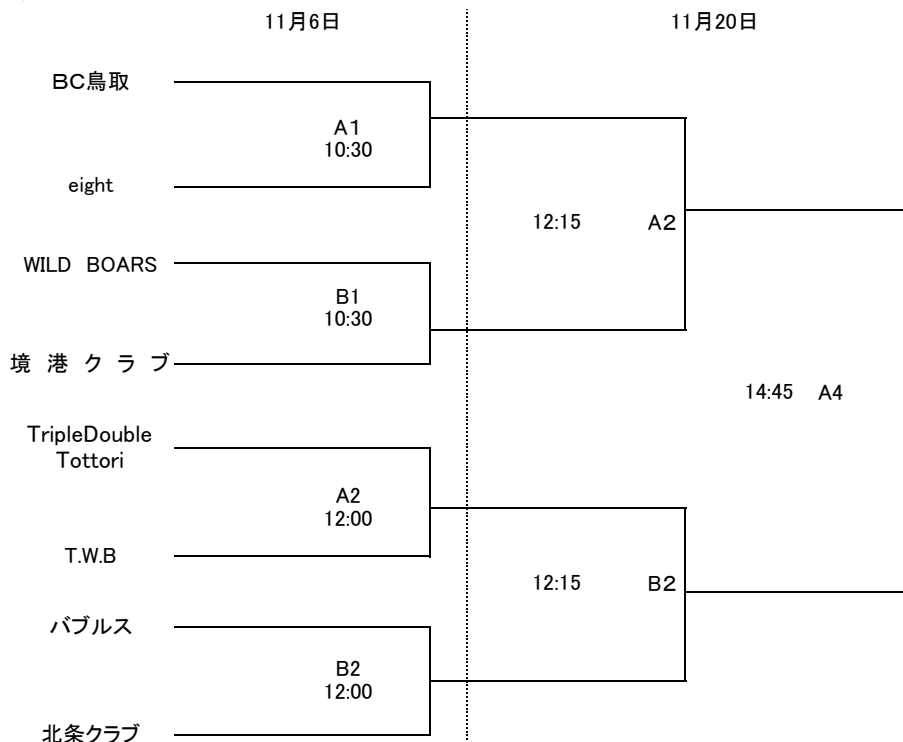 11月6日
11月20日
BC鳥取
A1
10:30
eight
12:15 A2
WILD BOARS
B1
10:30
境 港 ク ラ ブ
14:45 A4
TripleDouble
Tottori
A2
12:00
T.W.B
12:15 B2
バブルス
B2
12:00
北条クラブ